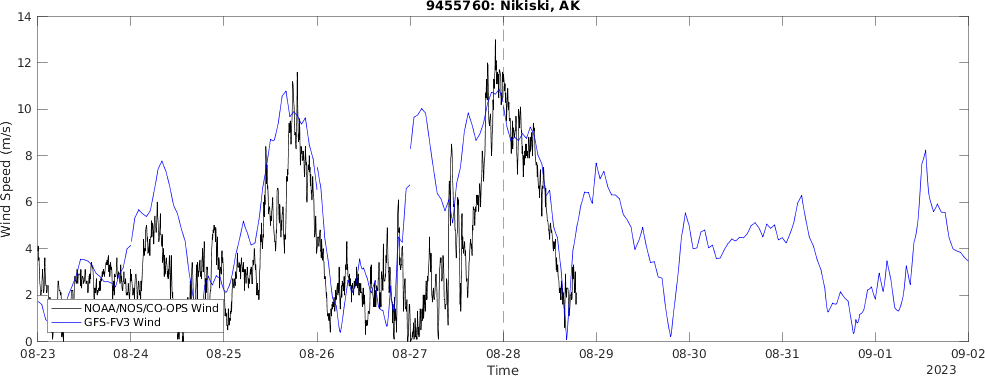 9455760: Nikiski, AK
14
12
10
8
6
4
2
0
Wind Speed (m/s)
NOAA/NOS/CO-OPS Wind
GFS-FV3 Wind
08-23 08-24 08-25 08-26 08-27 08-28 08-29 08-30 08-31 09-01 09-02
Time
2023